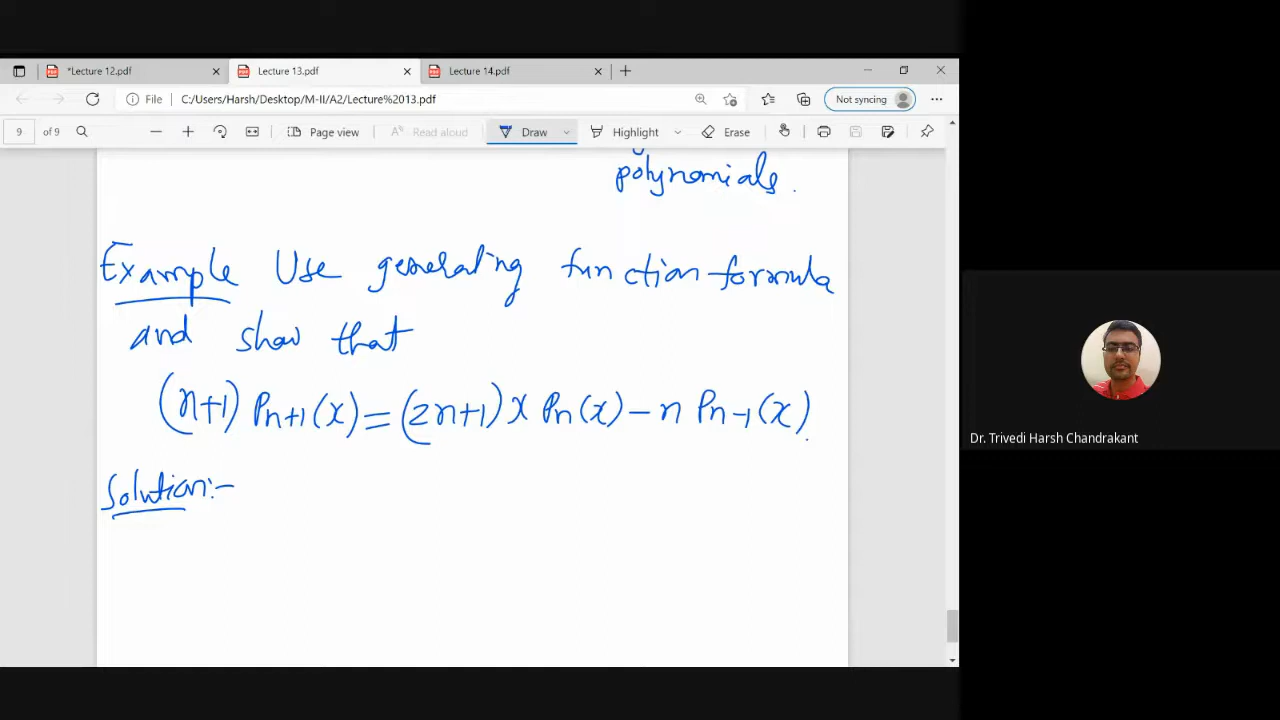 *Lecture 12.pdf
Lecture 13.pdf
Lecture 14.pdf
File
C:/Users/Harsh/Desktop/M-II/A2/Lecture%2013.pdf
Not syncing
9 of 9
Page view
Read aloud
Draw
Highlight
Erase
polynomials.
Example Use generating function formula
and show that
(n+1) Pn+1(x) = (2n+1) x Pn(x) - n Pn-1(x).
Solution:-
Dr. Trivedi Harsh Chandrakant